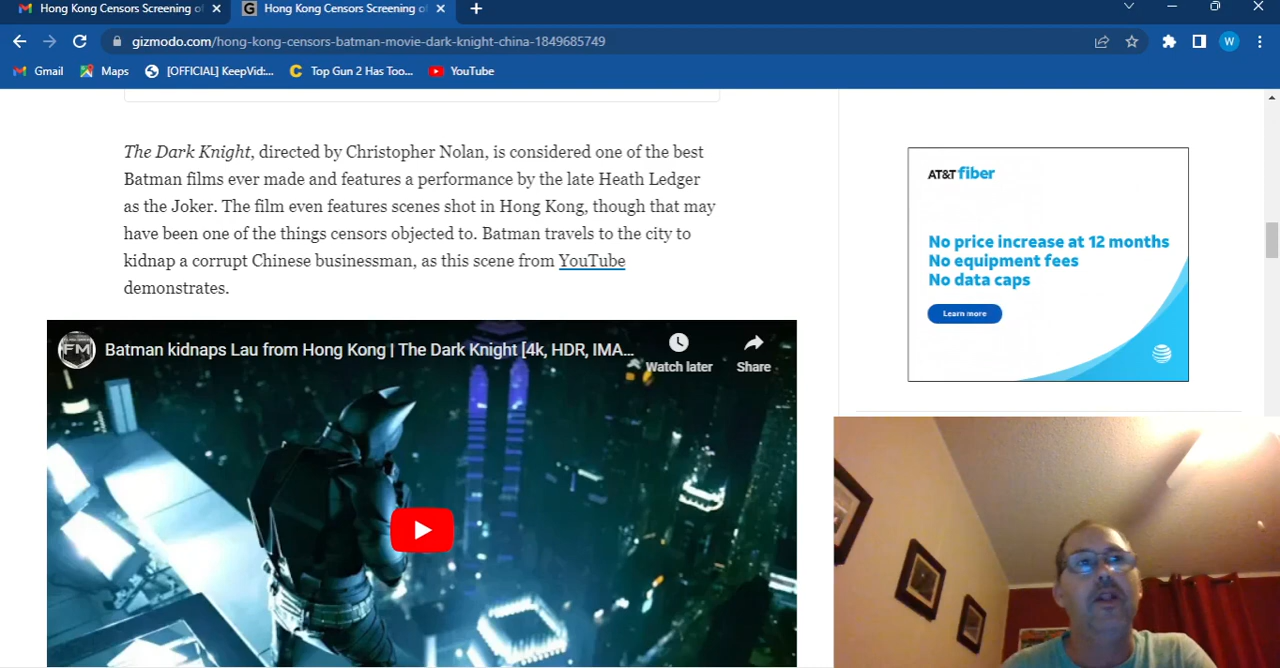 Hong Kong Censors Screening of
Hong Kong Censors Screening of
gizmodo.com/hong-kong-censors-batman-movie-dark-knight-china-1849685749
W
Gmail
Maps
[OFFICIAL] KeepVid:...
Top Gun 2 Has Too...
YouTube
The Dark Knight, directed by Christopher Nolan, is considered one of the best
Batman films ever made and features a performance by the late Heath Ledger
as the Joker. The film even features scenes shot in Hong Kong, though that may
have been one of the things censors objected to. Batman travels to the city to
kidnap a corrupt Chinese businessman, as this scene from YouTube
demonstrates.
FM
Batman kidnaps Lau from Hong Kong | The Dark Knight [4k, HDR, IMA...
Watch later
Share
AT&T fiber
No price increase at 12 months
No equipment fees
No data caps
Learn more